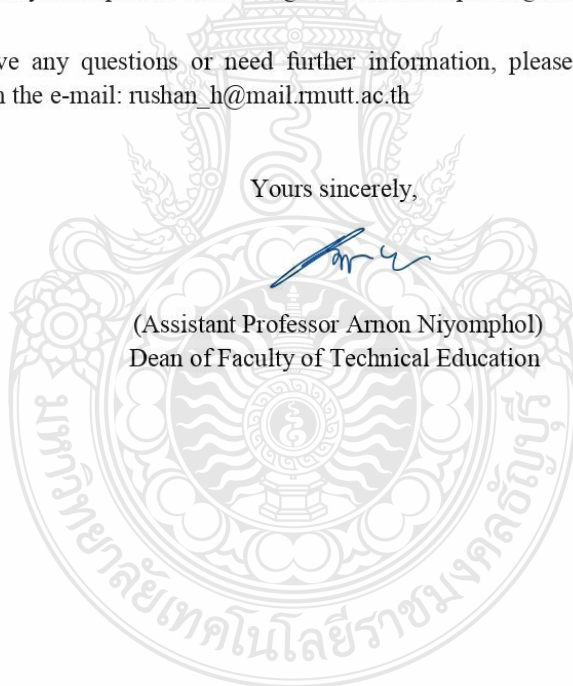 ve any questions or need further information, please
n the e-mail: rushan_h@mail.rmutt.ac.th
Yours sincerely,
(Assistant Professor Arnon Niyomphol)
Dean of Faculty of Technical Education
มหาวิทยาลัยเทคโนโลยีราชมงคลธัญบุรี